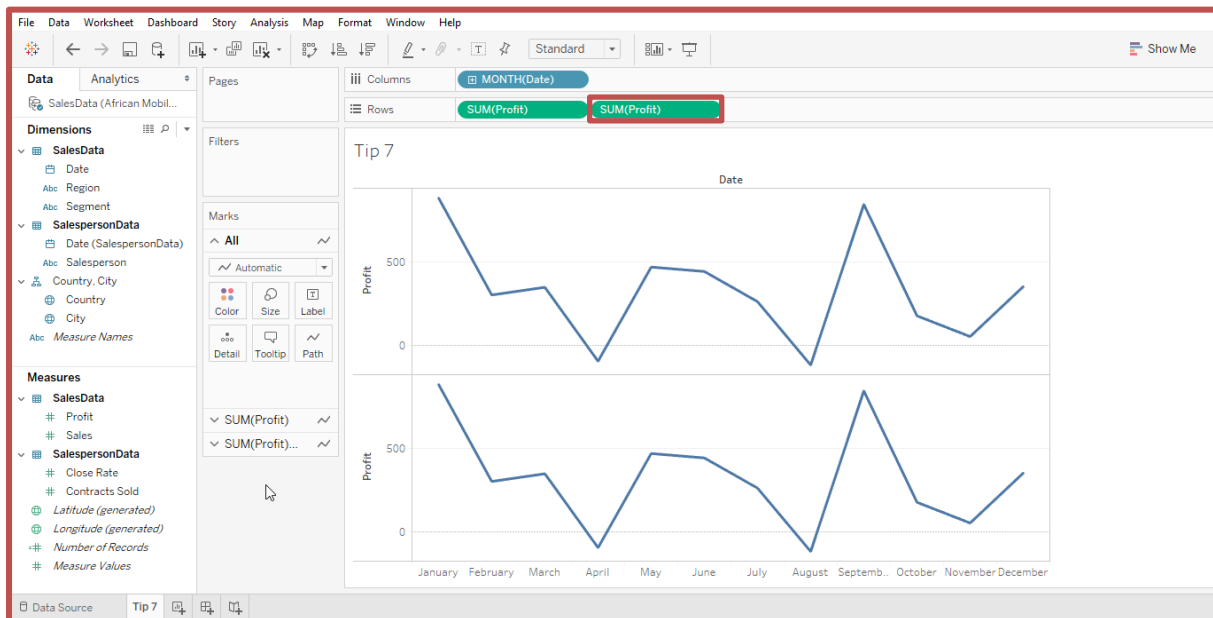 File Data Worksheet Dashboard Story Analysis Map Format Window Help
Standard
Show Me
Data Analytics
SalesData (African Mobil...
Dimensions
SalesData
Date
Abc Region
Abc Segment
SalespersonData
Date (SalespersonData)
Abc Salesperson
Country, City
Country
City
Abc Measure Names
Measures
SalesData
# Profit
# Sales
SalespersonData
# Close Rate
# Contracts Sold
Latitude (generated)
Longitude (generated)
=# Number of Records
# Measure Values
Pages
Filters
Marks
All
Automatic
Color Size Label
T
Detail Tooltip Path
SUM(Profit)
SUM(Profit)...
iii Columns
MONTH(Date)
Rows
SUM(Profit) SUM(Profit)
Tip 7
Date
Profit
500
0
Profit
500
0
January February March April May June July August Septemb.. October November December
Data Source Tip 7